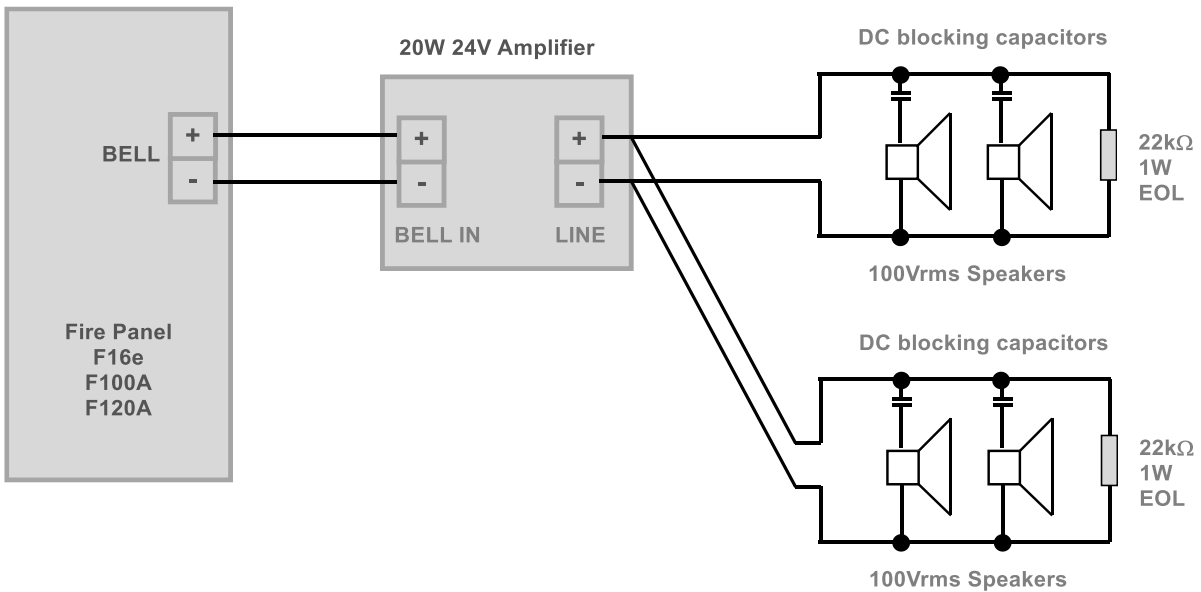 20W 24V Amplifier
BELL
+
-
Fire Panel
F16e
F100A
F120A
+
-
BELL IN
+
-
LINE
DC blocking capacitors
22kΩ
1W
EOL
100Vrms Speakers
DC blocking capacitors
22kΩ
1W
EOL
100Vrms Speakers